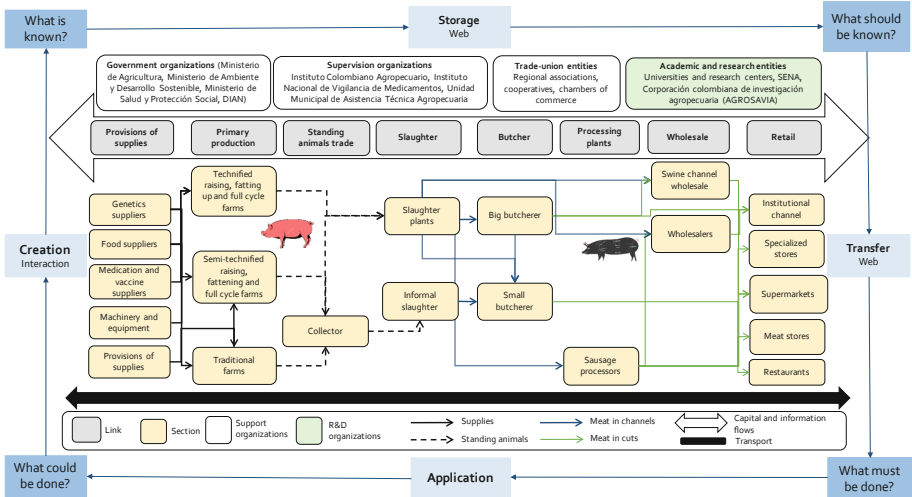 What is
known?
Storage
Web
What should
be known?
Government organizations (Ministerio
de Agricultura, Ministerio de Ambiente
y Desarrollo Sostenible, Ministerio de
Salud y Protección Social, DIAN)
Supervision organizations
Instituto Colombiano Agropecuario, Instituto
Nacional de Vigilancia de Medicamentos, Unidad
Municipal de Asistencia Técnica Agropecuaria
Trade-union entities
Regional associations,
cooperatives, chambers of
commerce
Academic and research entities
Universities and research centers, SENA,
Corporación colombiana de investigación
agropecuaria (AGROSAVIA)
Provisions of
supplies
Primary
production
Standing
animals trade
Slaughter
Butcher
Processing
plants
Wholesale
Retail
Genetics
suppliers
Food suppliers
Medication and
vaccine
suppliers
Machinery and
equipment
Provisions of
supplies
Technified
raising, fatting
up and full cycle
farms
Semi-technified
raising,
fattening and
full cycle farms
Traditional
farms
Collector
Slaughter
plants
Informal
slaughter
Big butcherer
Small
butcherer
Sausage
processors
Swine channel
wholesale
Wholesalers
Institutional
channel
Specialized
stores
Supermarkets
Meat stores
Restaurants
Creation
Interaction
Transfer
Web
Link
Section
Support
organizations
R&D
organizations
Supplies
Standing animals
Meat in channels
Meat in cuts
Capital and information
flows
Transport
What could
be done?
Application
What must
be done?